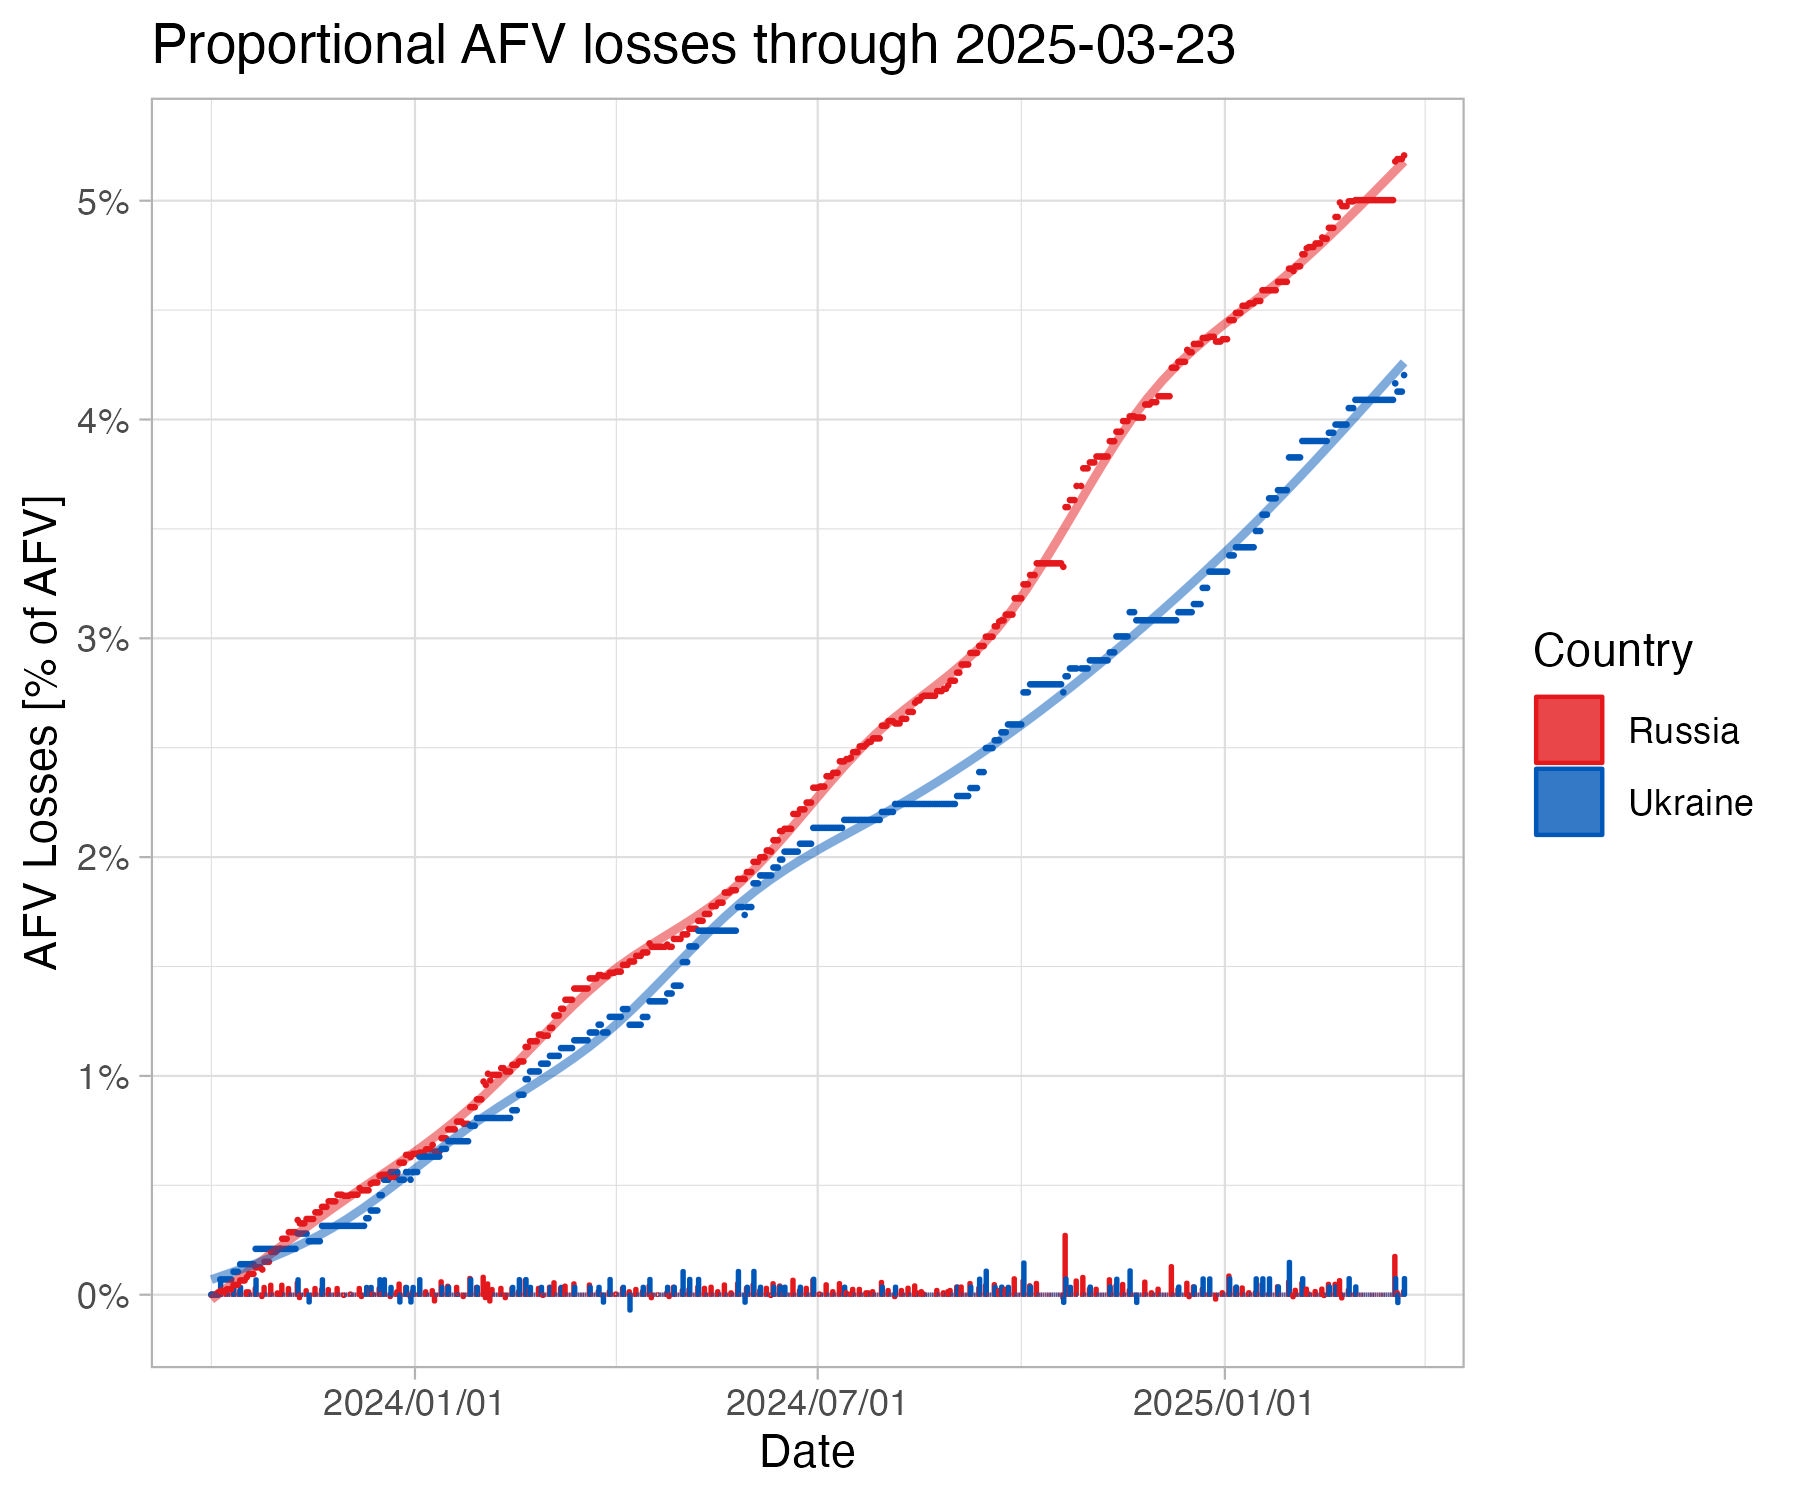 Proportional AFV losses through 2025-03-23
AFV Losses [% of AFV]
5%
4%
3%
2%
1%
0%
2024/01/01
2024/07/01
2025/01/01
Date
Country
Russia
Ukraine